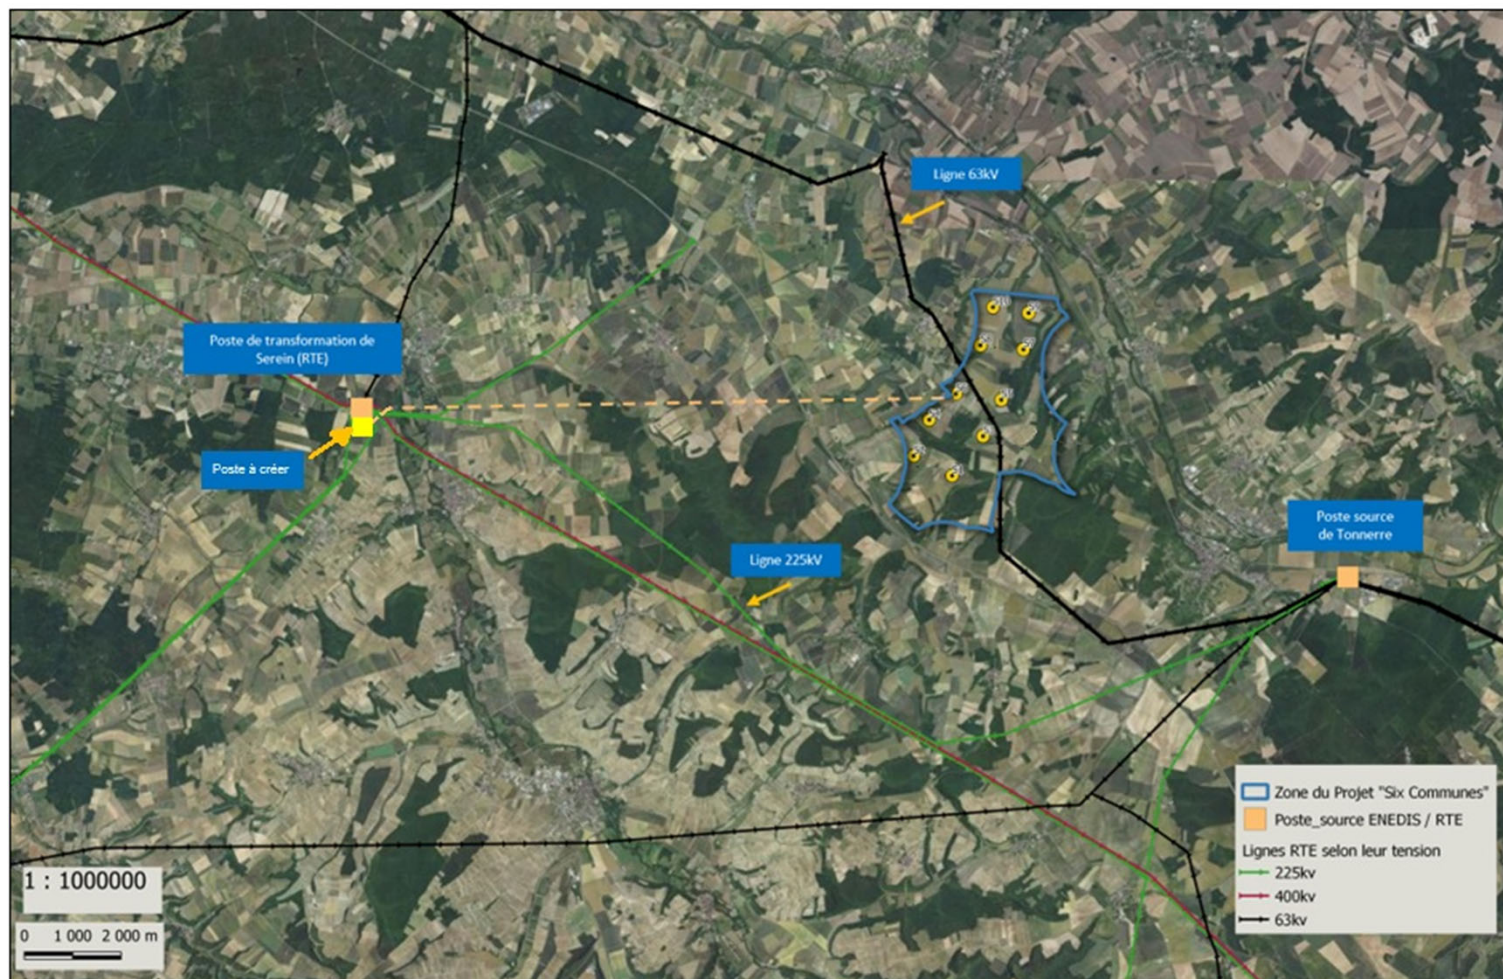 Ligne 63kV
Poste de transformation de
Serein (RTE)
Poste à créer
Ligne 225kV
Poste source
de Tonnerre
Zone du Projet "Six Communes"
Poste_source ENEDIS / RTE
Lignes RTE selon leur tension
225kv
400kv
63kv
1 : 1000000
0 1 000 2 000 m